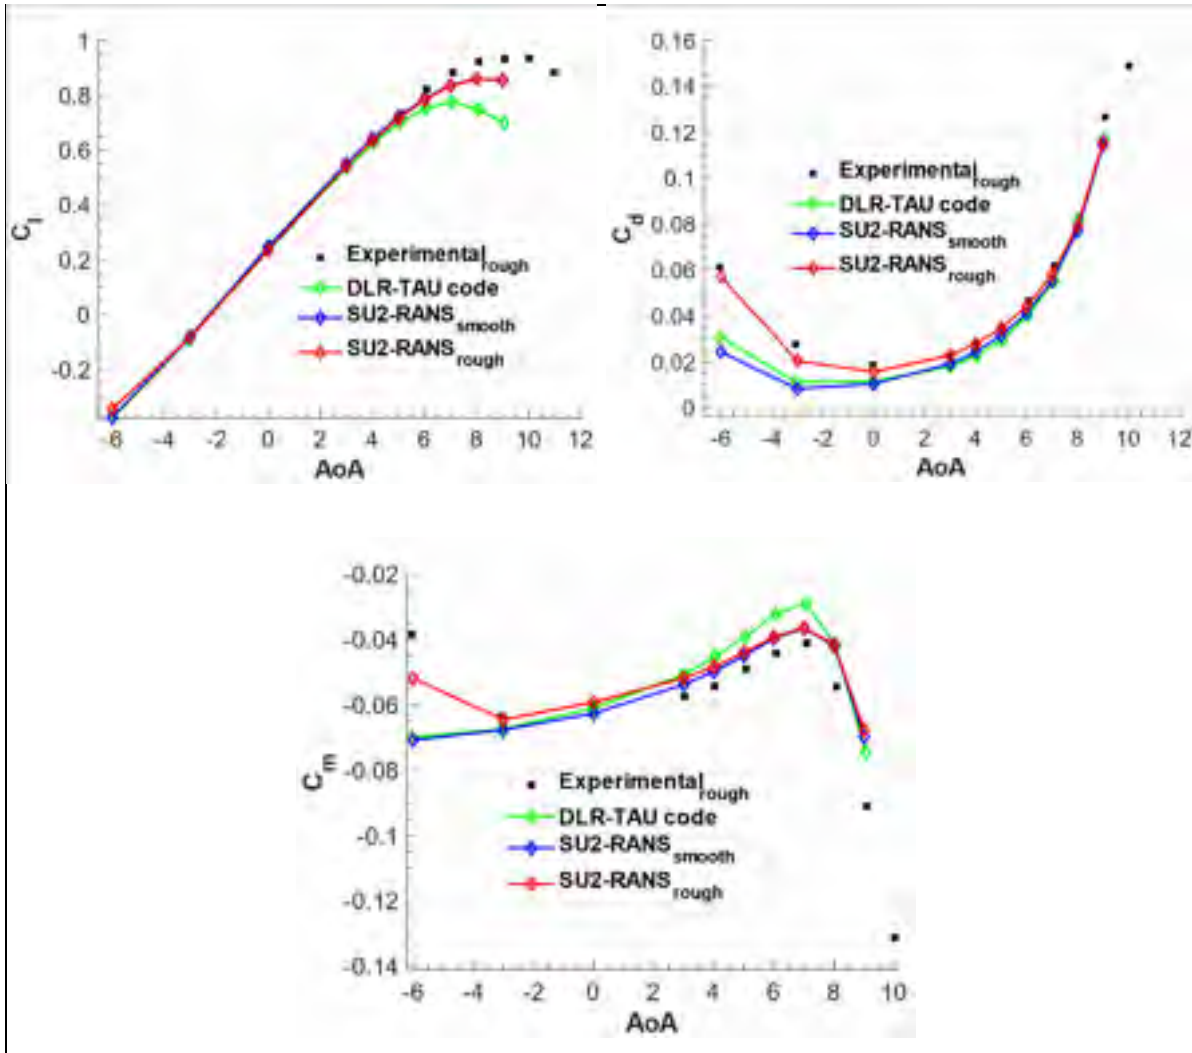 1
0.8
0.6
0.4
0.2
0
-0.2
C_l
-6 -4 -2 0 2 4 6 8 10 12
AoA
Experimental_rough
DLR-TAU code
SU2-RANS_smooth
SU2-RANS_rough
0.16
0.14
0.12
0.1
0.08
0.06
0.04
0.02
0
C_d
-6 -4 -2 0 2 4 6 8 10 12
AoA
Experimental_rough
DLR-TAU code
SU2-RANS_smooth
SU2-RANS_rough
-0.02
-0.04
-0.06
-0.08
-0.1
-0.12
-0.14
C_m
-6 -4 -2 0 2 4 6 8 10
AoA
Experimental_rough
DLR-TAU code
SU2-RANS_smooth
SU2-RANS_rough